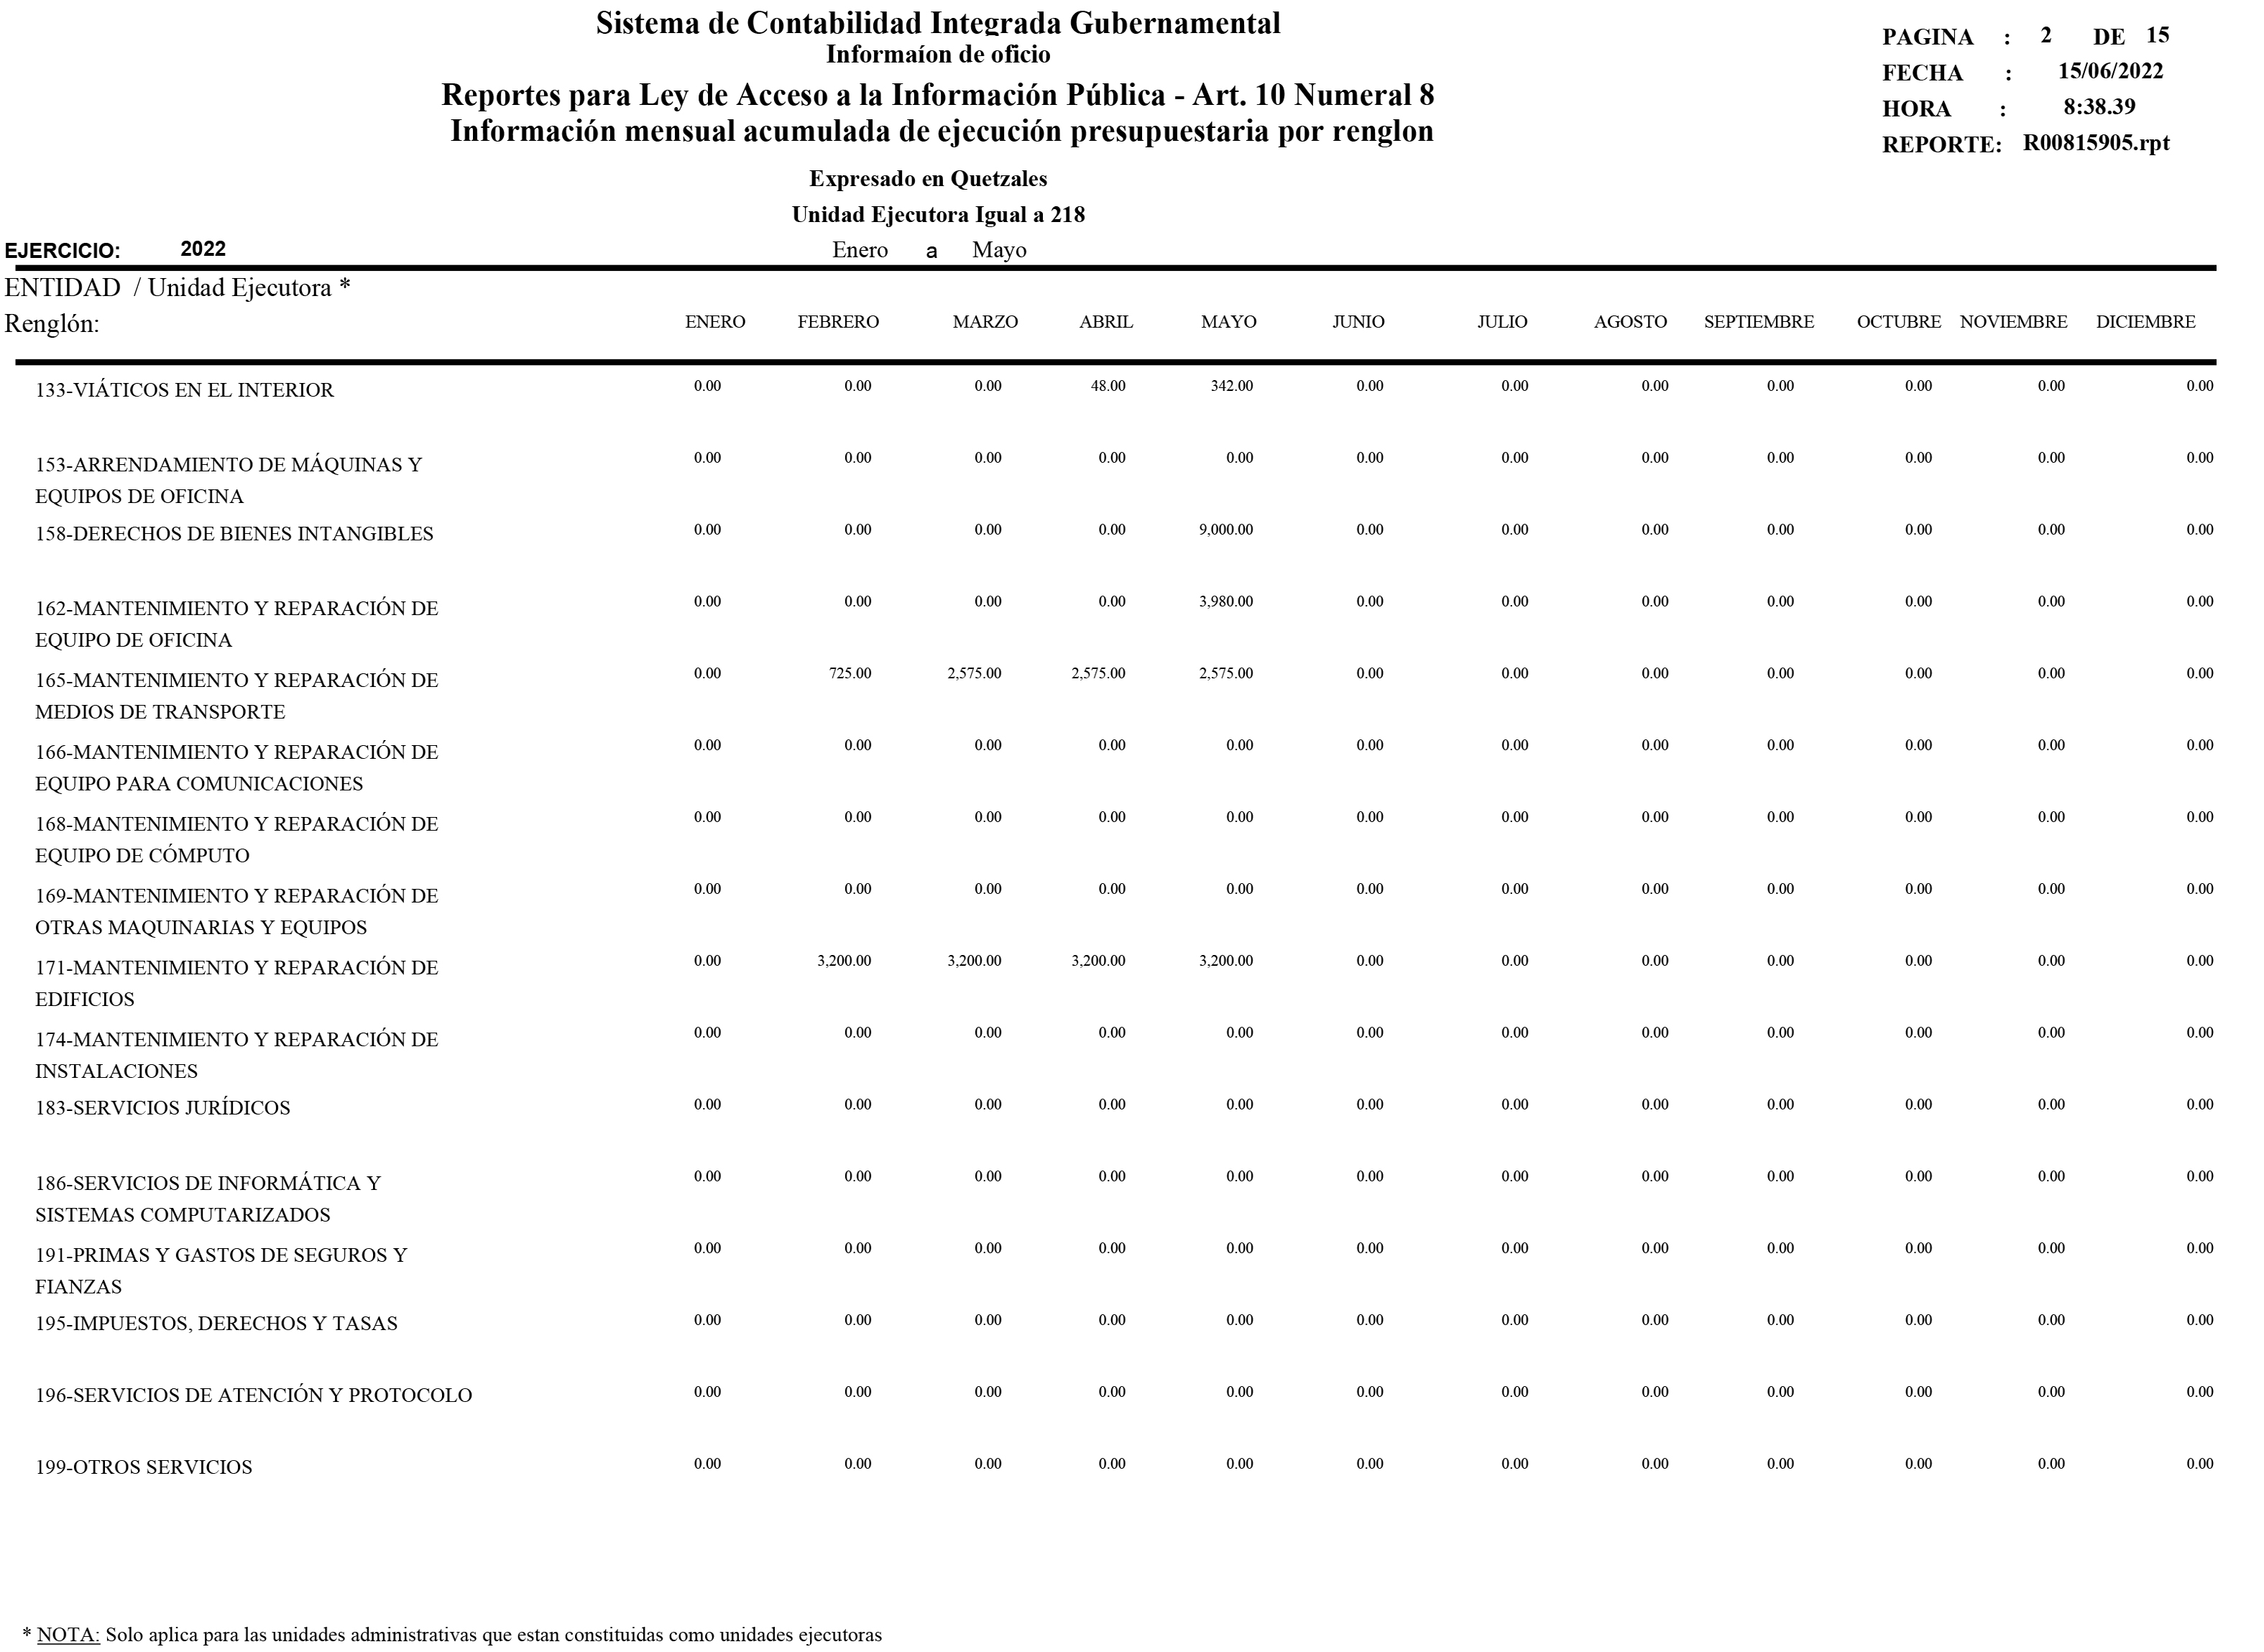 Sistema de Contabilidad Integrada Gubernamental
Informaíon de oficio
Reportes para Ley de Acceso a la Información Pública - Art. 10 Numeral 8
Información mensual acumulada de ejecución presupuestaria por renglon
Expresado en Quetzales
Unidad Ejecutora Igual a 218
PAGINA : 2 DE 15
FECHA : 15/06/2022
HORA : 8:38.39
REPORTE: R00815905.rpt
EJERCICIO: 2022 Enero a Mayo
ENTIDAD / Unidad Ejecutora *
Renglón: ENERO FEBRERO MARZO ABRIL MAYO JUNIO JULIO AGOSTO SEPTIEMBRE OCTUBRE NOVIEMBRE DICIEMBRE
133-VIÁTICOS EN EL INTERIOR 0.00 0.00 0.00 48.00 342.00 0.00 0.00 0.00 0.00 0.00 0.00 0.00
153-ARRENDAMIENTO DE MÁQUINAS Y 0.00 0.00 0.00 0.00 0.00 0.00 0.00 0.00 0.00 0.00 0.00 0.00
EQUIPOS DE OFICINA
158-DERECHOS DE BIENES INTANGIBLES 0.00 0.00 0.00 0.00 9,000.00 0.00 0.00 0.00 0.00 0.00 0.00 0.00
162-MANTENIMIENTO Y REPARACIÓN DE 0.00 0.00 0.00 0.00 3,980.00 0.00 0.00 0.00 0.00 0.00 0.00 0.00
EQUIPO DE OFICINA
165-MANTENIMIENTO Y REPARACIÓN DE 0.00 725.00 2,575.00 2,575.00 2,575.00 0.00 0.00 0.00 0.00 0.00 0.00 0.00
MEDIOS DE TRANSPORTE
166-MANTENIMIENTO Y REPARACIÓN DE 0.00 0.00 0.00 0.00 0.00 0.00 0.00 0.00 0.00 0.00 0.00 0.00
EQUIPO PARA COMUNICACIONES
168-MANTENIMIENTO Y REPARACIÓN DE 0.00 0.00 0.00 0.00 0.00 0.00 0.00 0.00 0.00 0.00 0.00 0.00
EQUIPO DE CÓMPUTO
169-MANTENIMIENTO Y REPARACIÓN DE 0.00 0.00 0.00 0.00 0.00 0.00 0.00 0.00 0.00 0.00 0.00 0.00
OTRAS MAQUINARIAS Y EQUIPOS
171-MANTENIMIENTO Y REPARACIÓN DE 0.00 3,200.00 3,200.00 3,200.00 3,200.00 0.00 0.00 0.00 0.00 0.00 0.00 0.00
EDIFICIOS
174-MANTENIMIENTO Y REPARACIÓN DE 0.00 0.00 0.00 0.00 0.00 0.00 0.00 0.00 0.00 0.00 0.00 0.00
INSTALACIONES
183-SERVICIOS JURÍDICOS 0.00 0.00 0.00 0.00 0.00 0.00 0.00 0.00 0.00 0.00 0.00 0.00
186-SERVICIOS DE INFORMÁTICA Y 0.00 0.00 0.00 0.00 0.00 0.00 0.00 0.00 0.00 0.00 0.00 0.00
SISTEMAS COMPUTARIZADOS
191-PRIMAS Y GASTOS DE SEGUROS Y 0.00 0.00 0.00 0.00 0.00 0.00 0.00 0.00 0.00 0.00 0.00 0.00
FIANZAS
195-IMPUESTOS, DERECHOS Y TASAS 0.00 0.00 0.00 0.00 0.00 0.00 0.00 0.00 0.00 0.00 0.00 0.00
196-SERVICIOS DE ATENCIÓN Y PROTOCOLO 0.00 0.00 0.00 0.00 0.00 0.00 0.00 0.00 0.00 0.00 0.00 0.00
199-OTROS SERVICIOS 0.00 0.00 0.00 0.00 0.00 0.00 0.00 0.00 0.00 0.00 0.00 0.00
* NOTA: Solo aplica para las unidades administrativas que estan constituidas como unidades ejecutoras